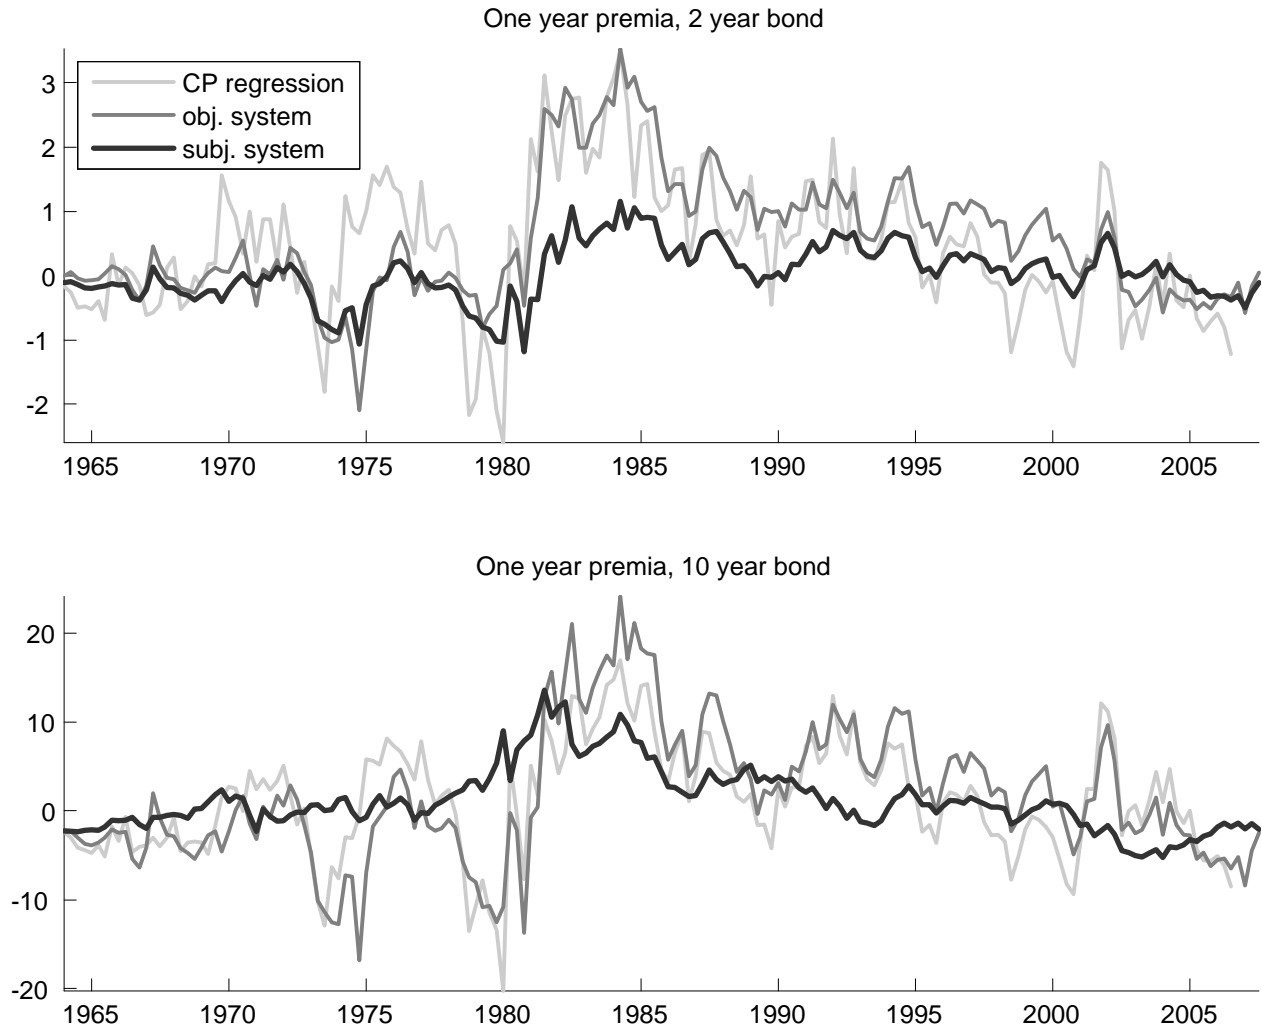 One year premia, 2 year bond
CP regression
obj. system
subj. system
3
2
1
0
-1
-2
1965 1970 1975 1980 1985 1990 1995 2000 2005
One year premia, 10 year bond
20
10
0
-10
-20
1965 1970 1975 1980 1985 1990 1995 2000 2005